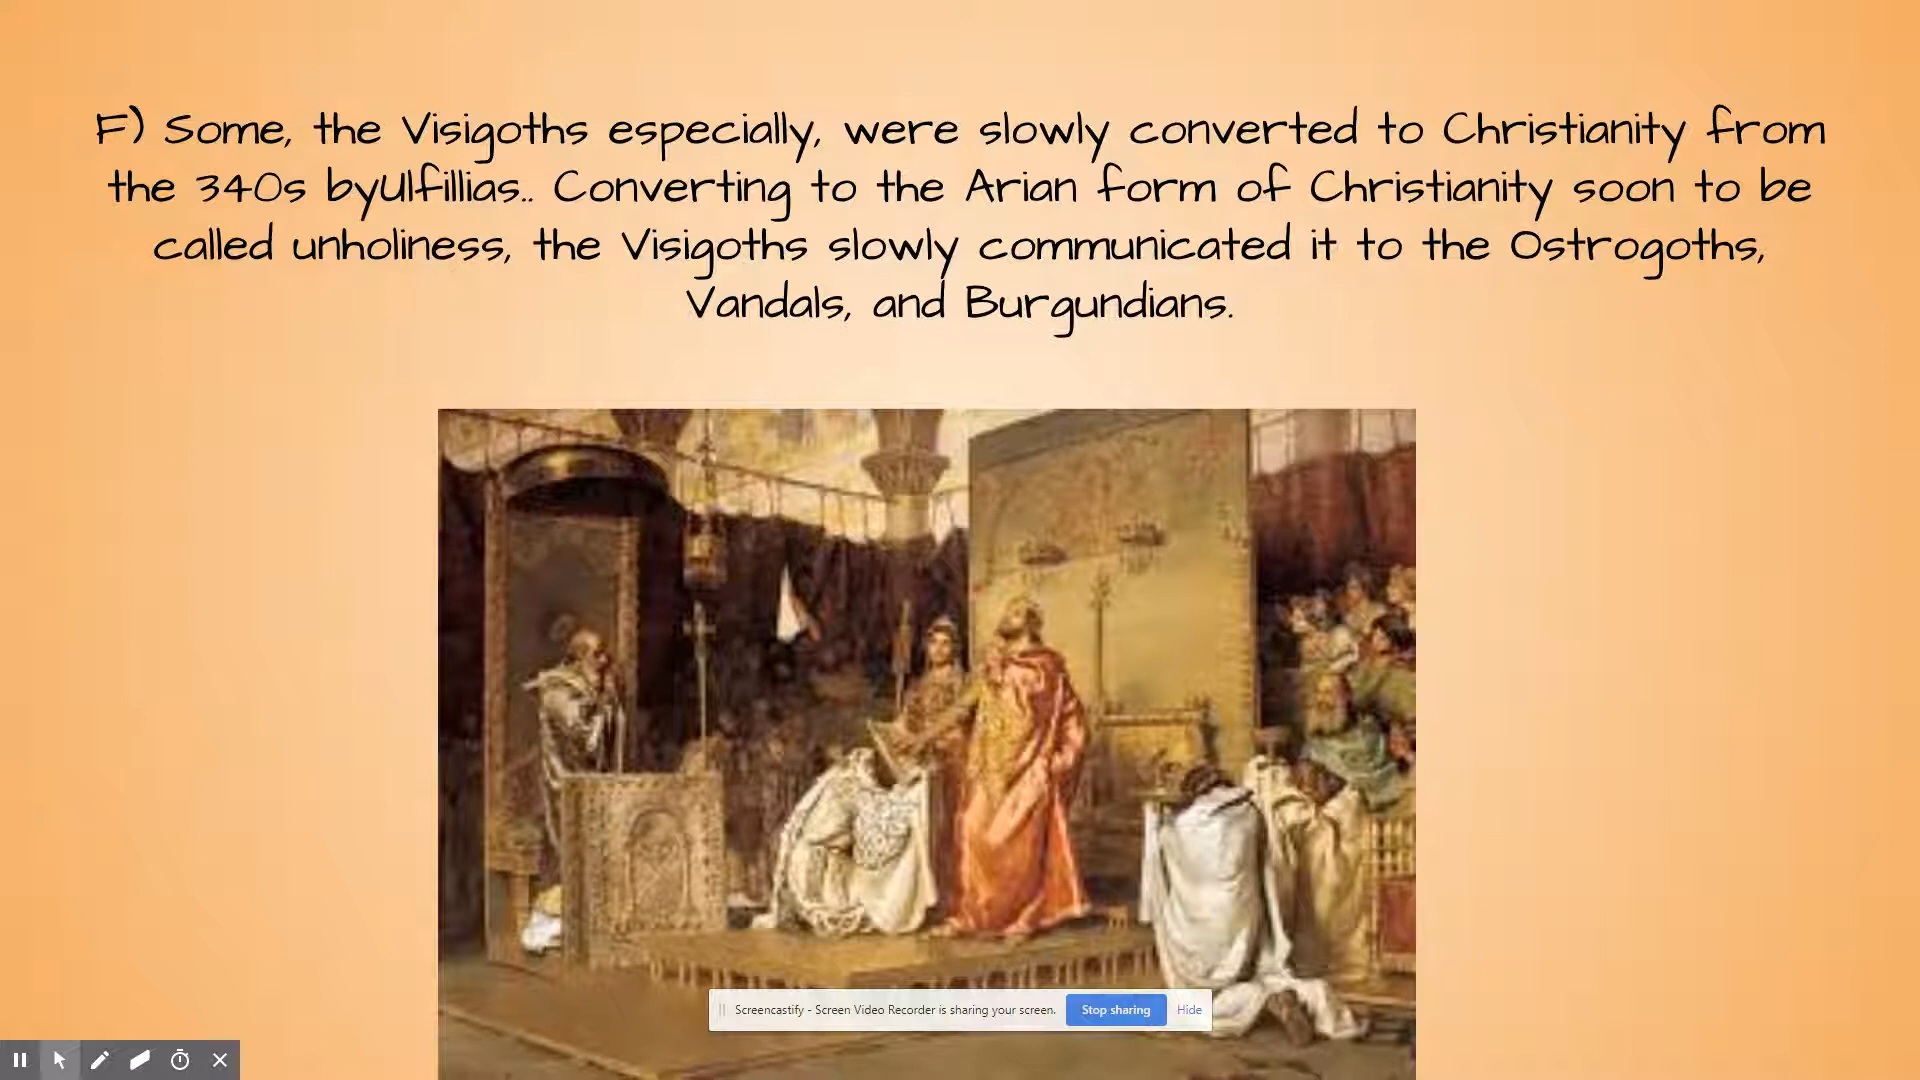 F) Some, the Visigoths especially, were slowly converted to Christianity from
the 340s byUlfillias.. Converting to the Arian form of Christianity soon to be
called unholiness, the Visigoths slowly communicated it to the Ostrogoths,
Vandals, and Burgundians.
Screencastify - Screen Video Recorder is sharing your screen. Stop sharing Hide